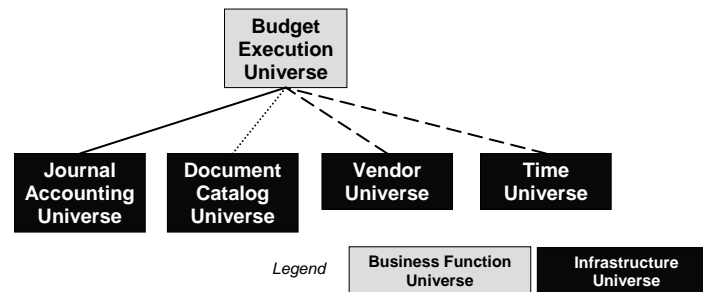 Budget
Execution
Universe
Journal
Accounting
Universe
Document
Catalog
Universe
Vendor
Universe
Time
Universe
Legend
Business Function
Universe
Infrastructure
Universe